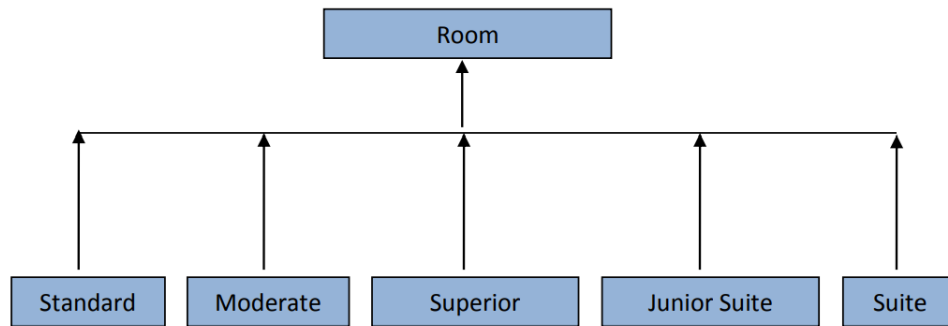 Room
Standard
Moderate
Superior
Junior Suite
Suite